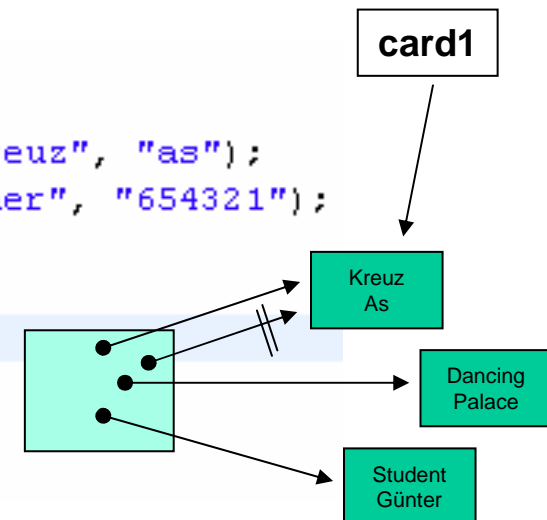 card1
euz", "as");
er", "654321");
Kreuz
As
Dancing
Palace
Student
Günter